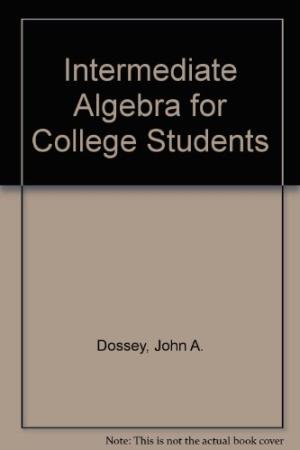 Intermediate
Algebra for
College Students
Dossey, John A.
Note: This is not the actual book cover